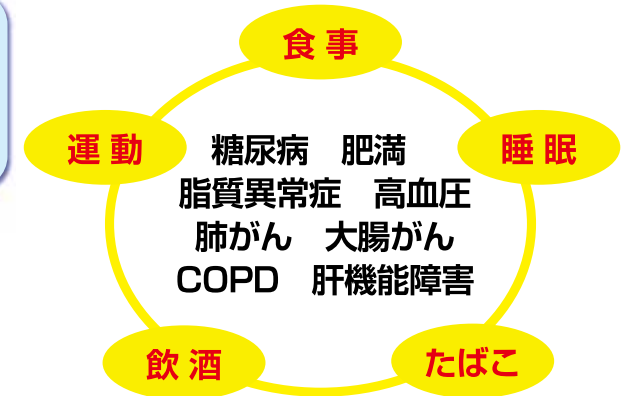 食事
運動
睡眠
糖尿病　肥満
脂質異常症　高血圧
肺がん　大腸がん
COPD　肝機能障害
飲酒
たばこ